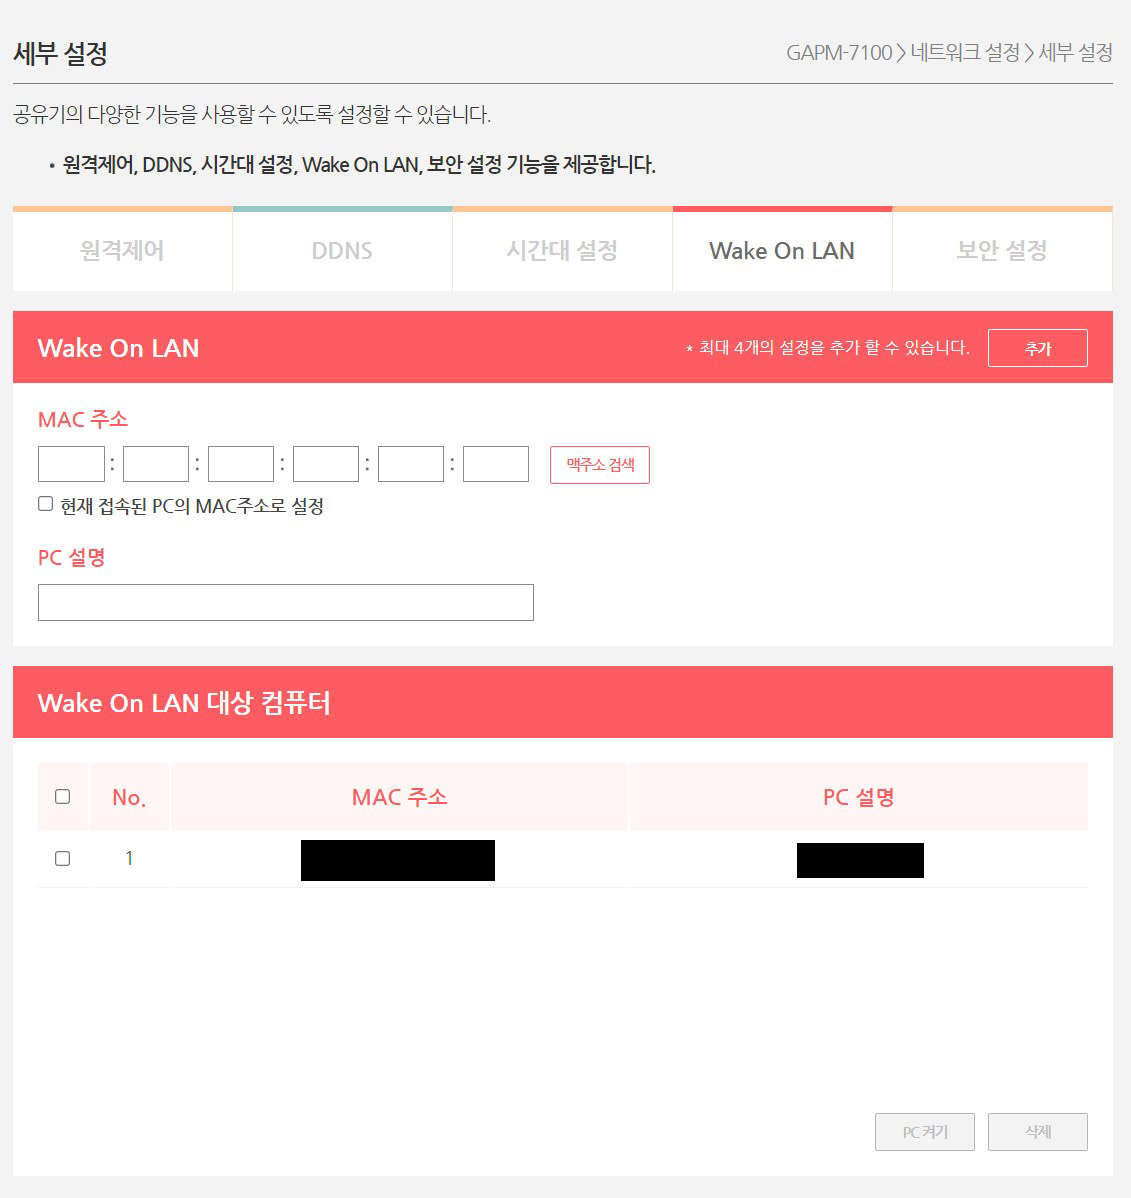 세부 설정
GAPM-7100 > 네트워크 설정 > 세부 설정
공유기의 다양한 기능을 사용할 수 있도록 설정할 수 있습니다.
• 원격제어, DDNS, 시간대 설정, Wake On LAN, 보안 설정 기능을 제공합니다.
원격제어 DDNS 시간대 설정 Wake On LAN 보안 설정
Wake On LAN
* 최대 4개의 설정을 추가 할 수 있습니다. 추가
MAC 주소
: : : : : 맥주소 검색
현재 접속된 PC의 MAC주소로 설정
PC 설명
Wake On LAN 대상 컴퓨터
No. MAC 주소 PC 설명
1
PC 켜기 삭제